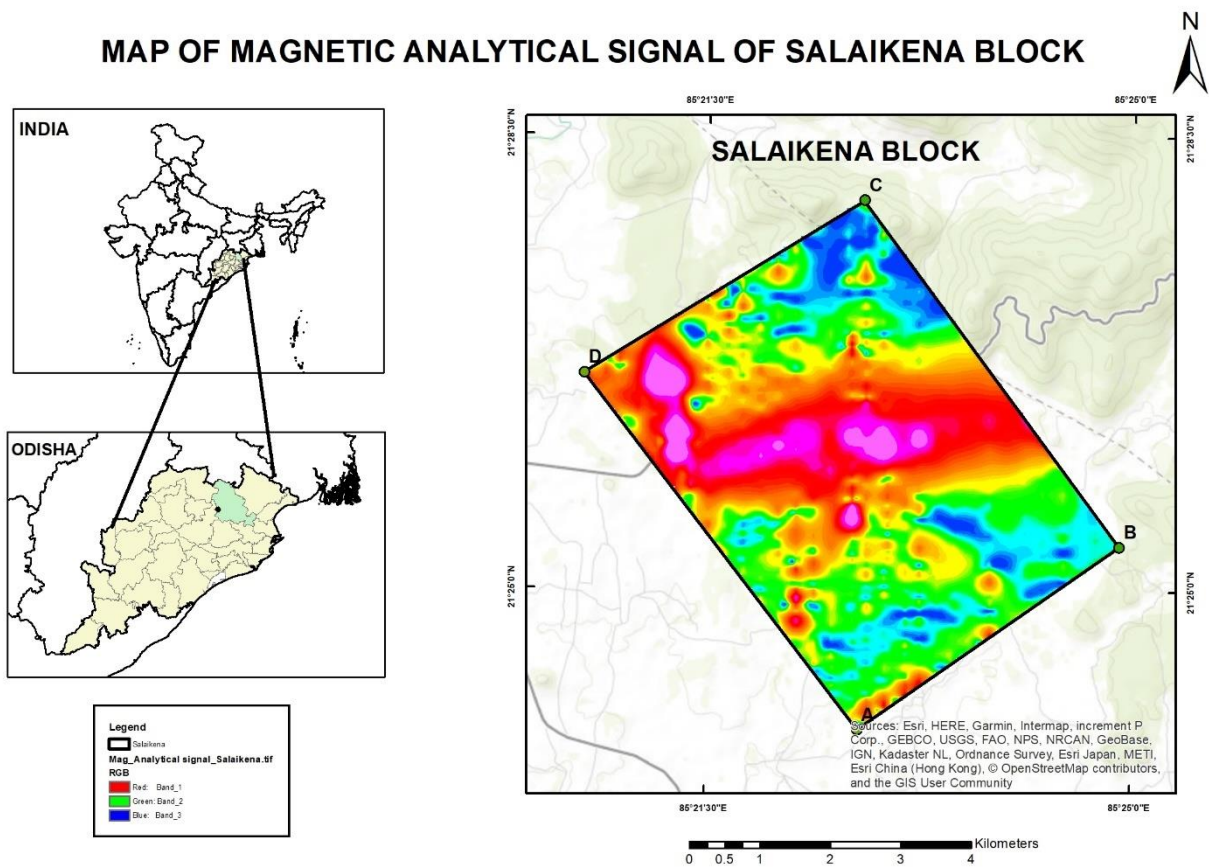 MAP OF MAGNETIC ANALYTICAL SIGNAL OF SALAIKENA BLOCK
N
INDIA
ODISHA
Legend
Salaikena
Mag_Analytical signal_Salaikena.tif
RGB
Red: Band_1
Green: Band_2
Blue: Band_3
85°21'30"E
85°25'0"E
21°28'30"N
21°28'30"N
SALAIKENA BLOCK
C
D
B
A
21°25'0"N
21°25'0"N
Sources: Esri, HERE, Garmin, Intermap, increment P
Corp., GEBCO, USGS, FAO, NPS, NRCAN, GeoBase,
IGN, Kadaster NL, Ordnance Survey, Esri Japan, METI,
Esri China (Hong Kong), © OpenStreetMap contributors,
and the GIS User Community
85°21'30"E
85°25'0"E
Kilometers
0 0.5 1 2 3 4